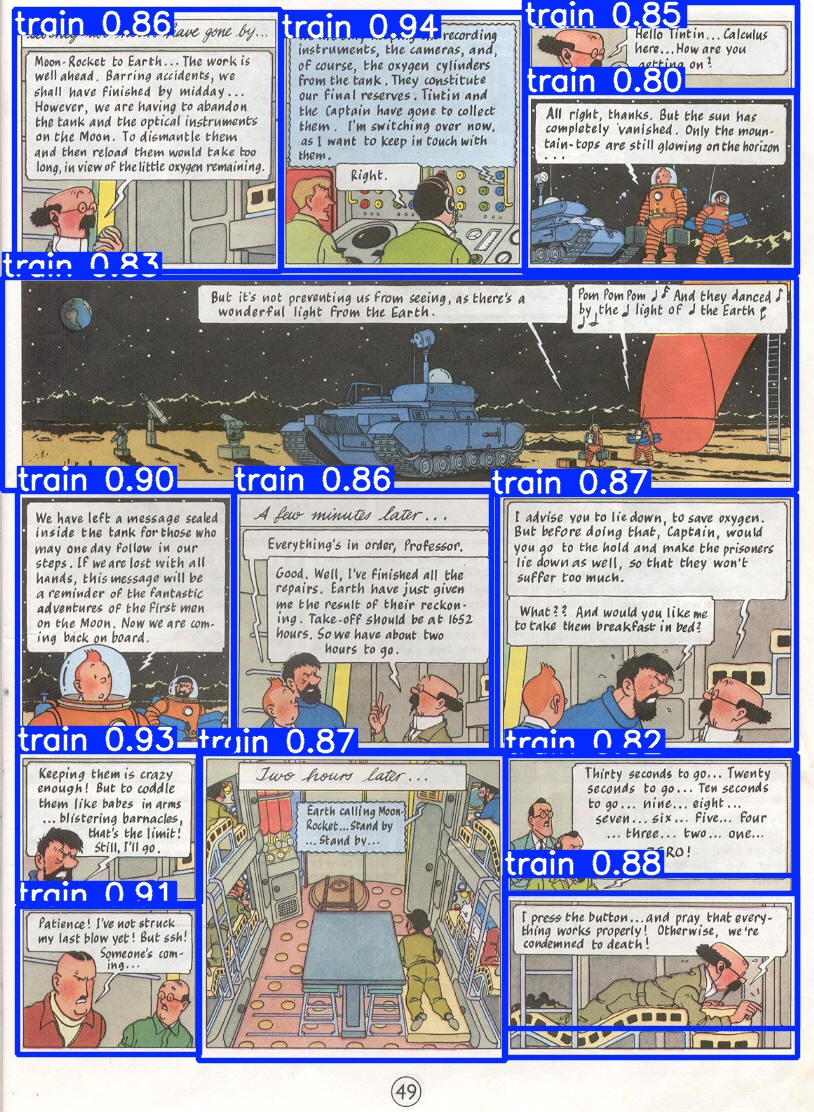 train 0.86
have gone by...
Moon-Rocket to Earth... The work is
well ahead. Barring accidents, we
shall have finished by midday...
However, we are having to abandon
the tank and the optical instruments
on the Moon. To dismantle them
and then reload them would take too
long, in view of the little oxygen remaining.
train 0.94
recording
instruments, the cameras, and,
of course, the oxygen cylinders
from the tank. They constitute
our final reserves. Tintin and
the Captain have gone to collect
them. I'm switching over now,
as I want to keep in touch with
them.
Right.
train 0.85
Hello Tintin... Calculus
here... How are you
getting on?
train 0.80
All right, thanks. But the sun has
completely vanished. Only the moun-
tain-tops are still glowing on the horizon
...
train 0.83
But it's not preventing us from seeing, as there's a
wonderful light from the Earth.
Pom Pom Pom ♩ ♬ And they danced ♪
by the ♩ light of ♩ the Earth
train 0.90
We have left a message sealed
inside the tank for those who
may one day follow in our
steps. If we are lost with all
hands, this message will be
a reminder of the fantastic
adventures of the first men
on the Moon. Now we are com-
ing back on board.
train 0.86
A few minutes later...
Everything's in order, Professor.
Good. Well, I've finished all the
repairs. Earth have just given
me the result of their reckon-
ing. Take-off should be at 1652
hours. So we have about two
hours to go.
train 0.87
I advise you to lie down, to save oxygen.
But before doing that, Captain, would
you go to the hold and make the prisoners
lie down as well, so that they won't
suffer too much.
What?? And would you like me
to take them breakfast in bed?
train 0.93
Keeping them is crazy
enough! But to coddle
them like babes in arms
... blistering barnacles,
that's the limit!
Still, I'll go.
train 0.91
Patience! I've not struck
my last blow yet! But ssh!
Someone's com-
ing...
train 0.87
Two hours later...
Earth calling Moon-
Rocket... Stand by
... Stand by...
train 0.82
Thirty seconds to go... Twenty
seconds to go... Ten seconds
to go... nine... eight...
seven... six... five... four
... three... two... one...
ZERO!
train 0.88
I press the button... and pray that every-
thing works properly! Otherwise, we're
condemned to death!
49